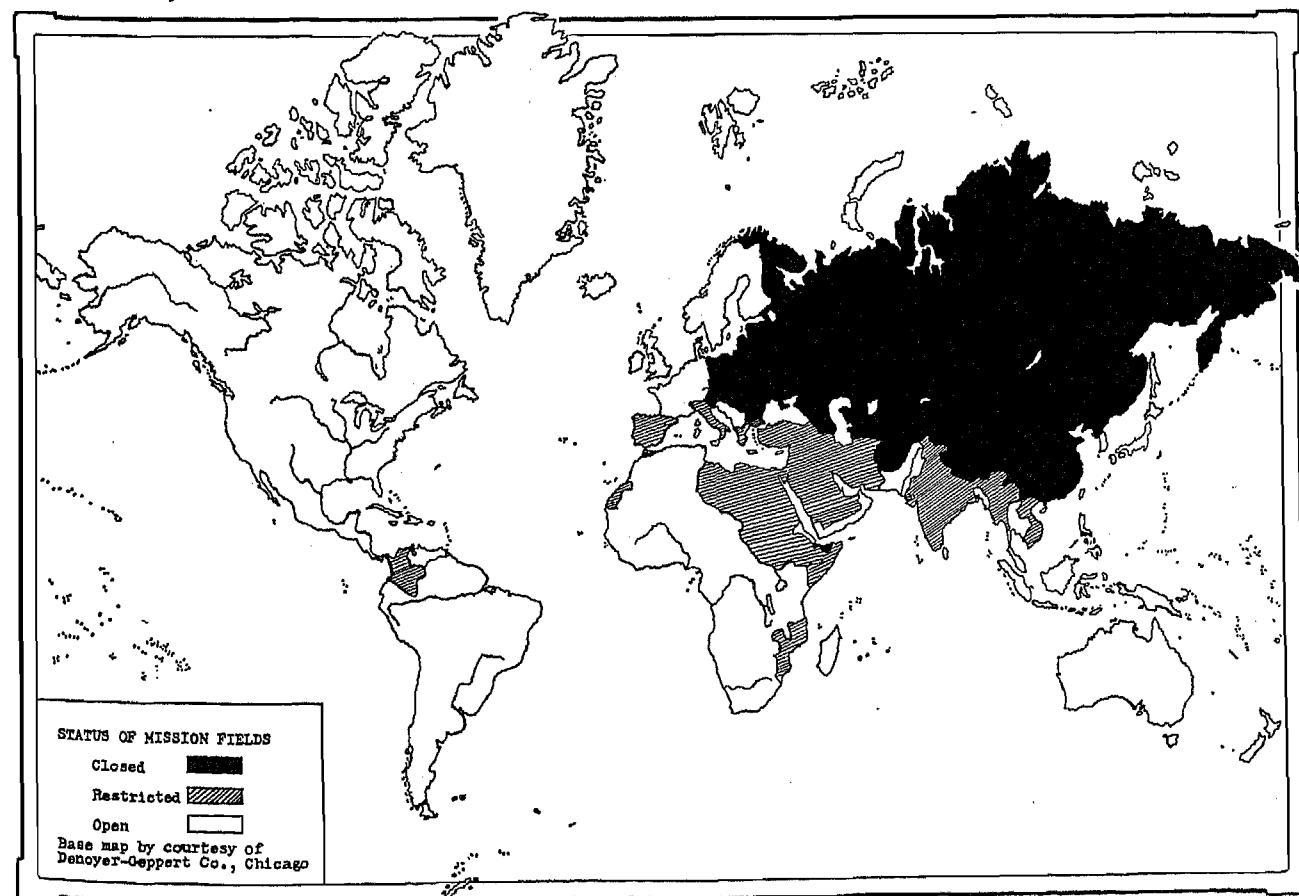 STATUS OF MISSION FIELDS
Closed
Restricted
Open
Base map by courtesy of
Denoyer-Geppert Co., Chicago